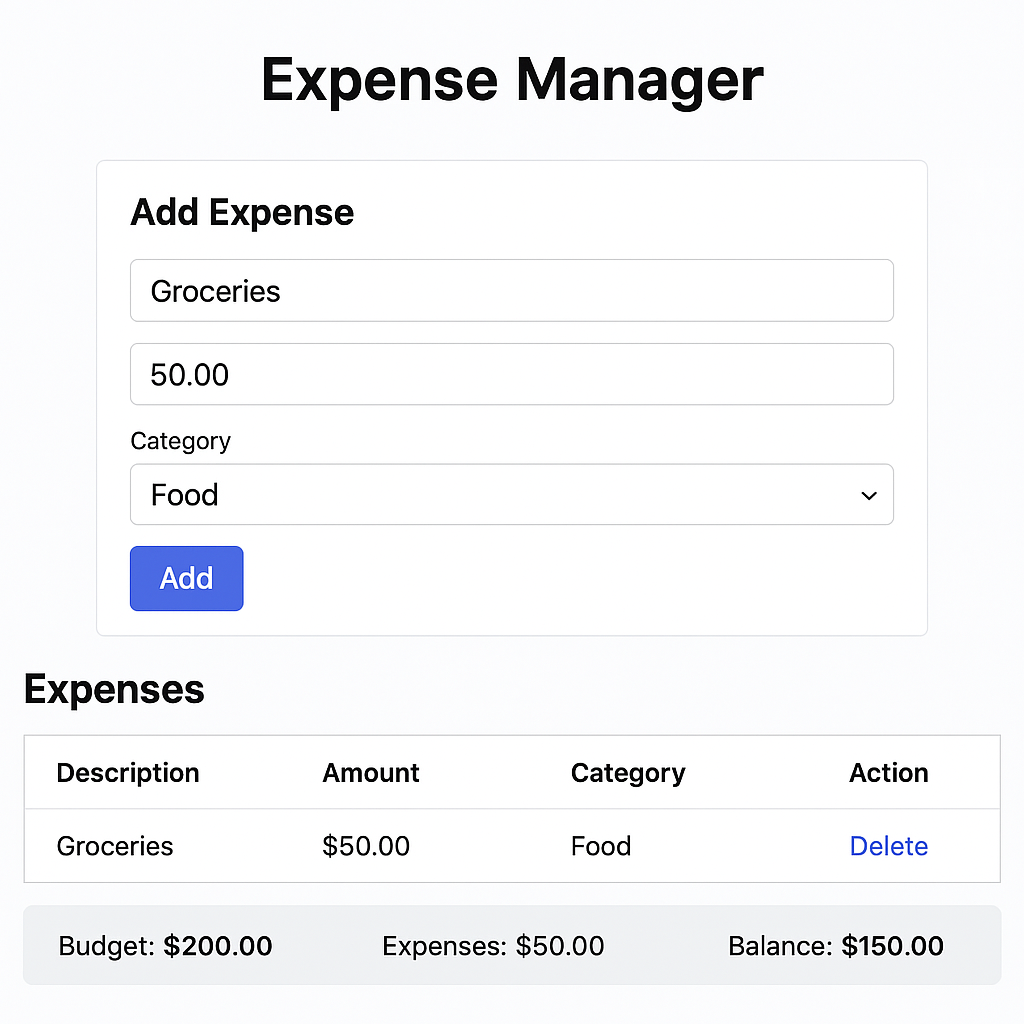 Expense Manager
Add Expense
Groceries
50.00
Category
Food
Add
Expenses
Description Amount Category Action
Groceries $50.00 Food Delete
Budget: $200.00 Expenses: $50.00 Balance: $150.00